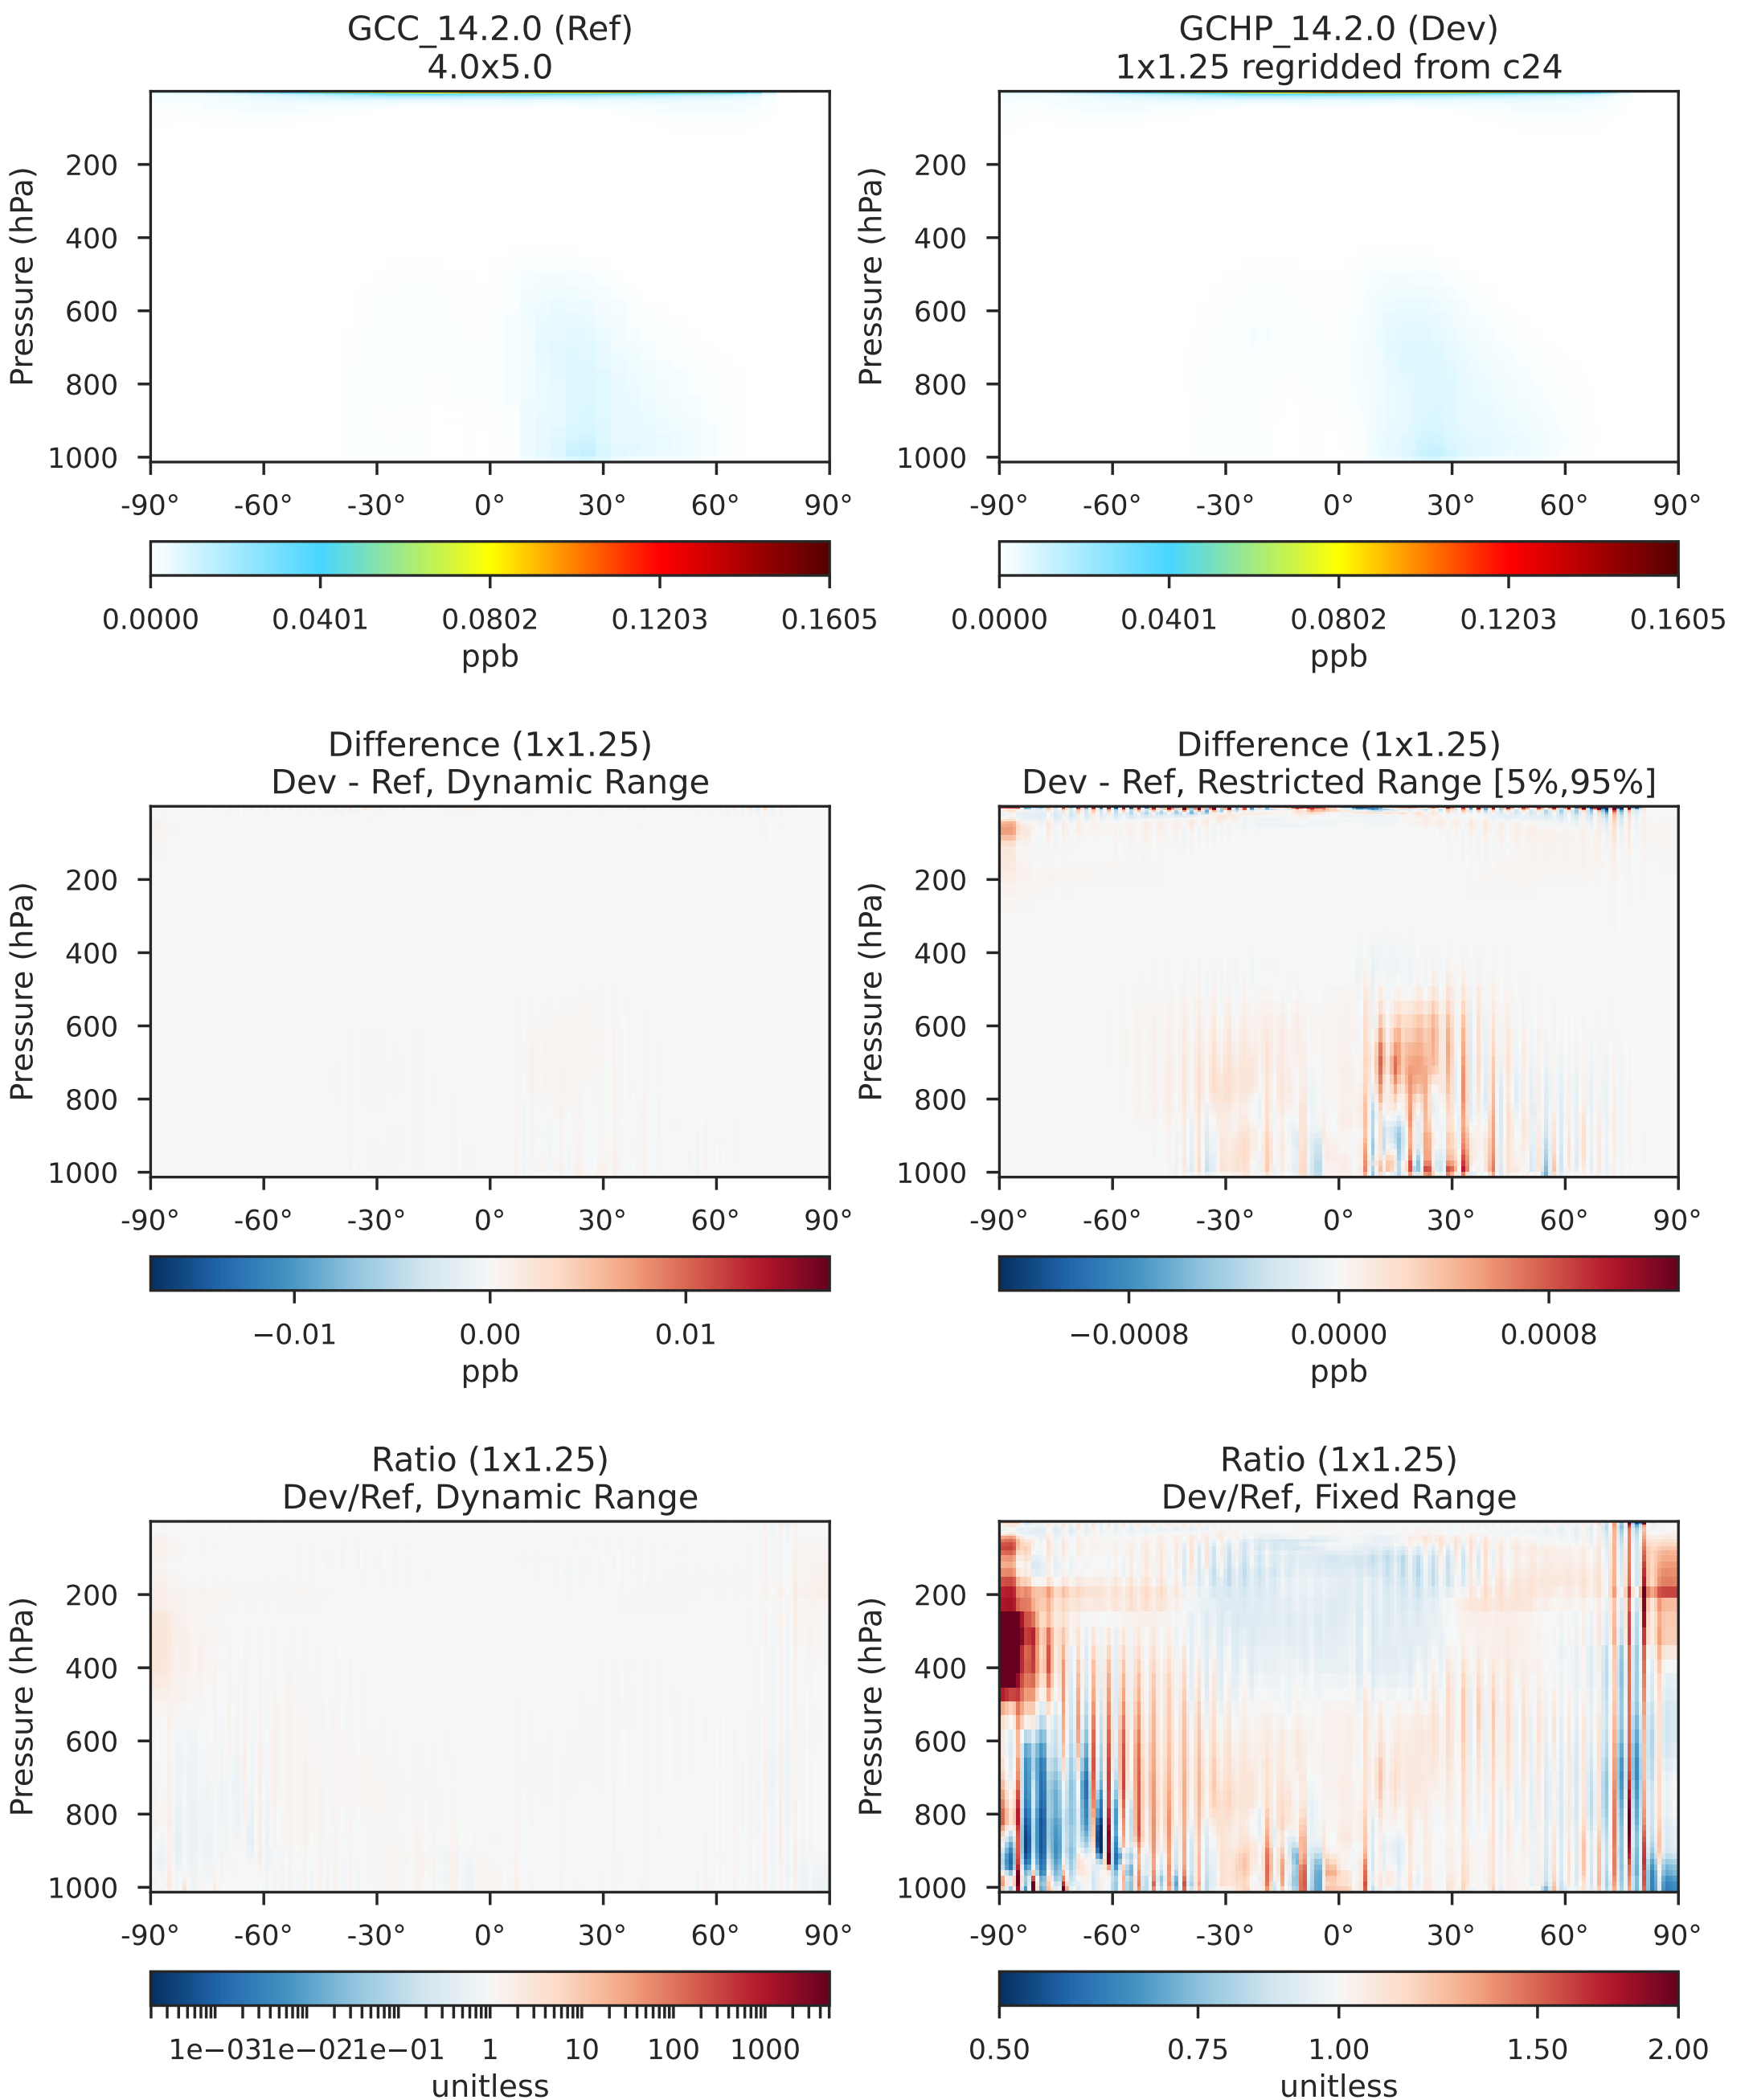 GCC_14.2.0 (Ref)
4.0x5.0
Pressure (hPa)
200
400
600
800
1000
-90° -60° -30° 0° 30° 60° 90°
0.0000 0.0401 0.0802 0.1203 0.1605
ppb
GCHP_14.2.0 (Dev)
1x1.25 regridded from c24
Pressure (hPa)
200
400
600
800
1000
-90° -60° -30° 0° 30° 60° 90°
0.0000 0.0401 0.0802 0.1203 0.1605
ppb
Difference (1x1.25)
Dev - Ref, Dynamic Range
Pressure (hPa)
200
400
600
800
1000
-90° -60° -30° 0° 30° 60° 90°
−0.01 0.00 0.01
ppb
Difference (1x1.25)
Dev - Ref, Restricted Range [5%,95%]
Pressure (hPa)
200
400
600
800
1000
-90° -60° -30° 0° 30° 60° 90°
−0.0008 0.0000 0.0008
ppb
Ratio (1x1.25)
Dev/Ref, Dynamic Range
Pressure (hPa)
200
400
600
800
1000
-90° -60° -30° 0° 30° 60° 90°
1e−03 1e−02 1e−01 1 10 100 1000
unitless
Ratio (1x1.25)
Dev/Ref, Fixed Range
Pressure (hPa)
200
400
600
800
1000
-90° -60° -30° 0° 30° 60° 90°
0.50 0.75 1.00 1.50 2.00
unitless